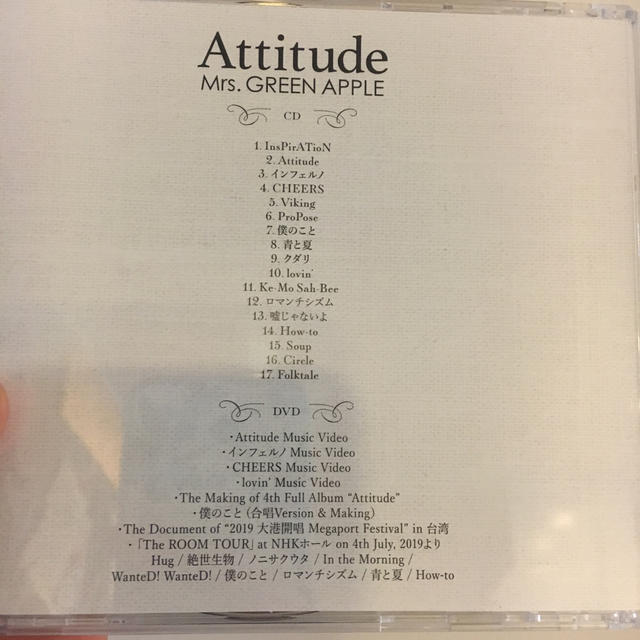 Attitude
Mrs. GREEN APPLE
CD
1. InsPirATioN
2. Attitude
3. インフェルノ
4. CHEERS
5. Viking
6. ProPose
7. 僕のこと
8. 青と夏
9. クダリ
10. lovin'
11. Ke-Mo Sah-Bee
12. ロマンチシズム
13. 嘘じゃないよ
14. How-to
15. Soup
16. Circle
17. Folktale
DVD
・Attitude Music Video
・インフェルノ Music Video
・CHEERS Music Video
・lovin' Music Video
・The Making of 4th Full Album “Attitude”
・僕のこと (合唱Version & Making)
・The Document of “2019 大港開唱 Megaport Festival” in 台湾
・「The ROOM TOUR」 at NHKホール on 4th July, 2019より
Hug / 絶世生物 / ノニサクウタ / In the Morning /
WanteD! WanteD! / 僕のこと / ロマンチシズム / 青と夏 / How-to